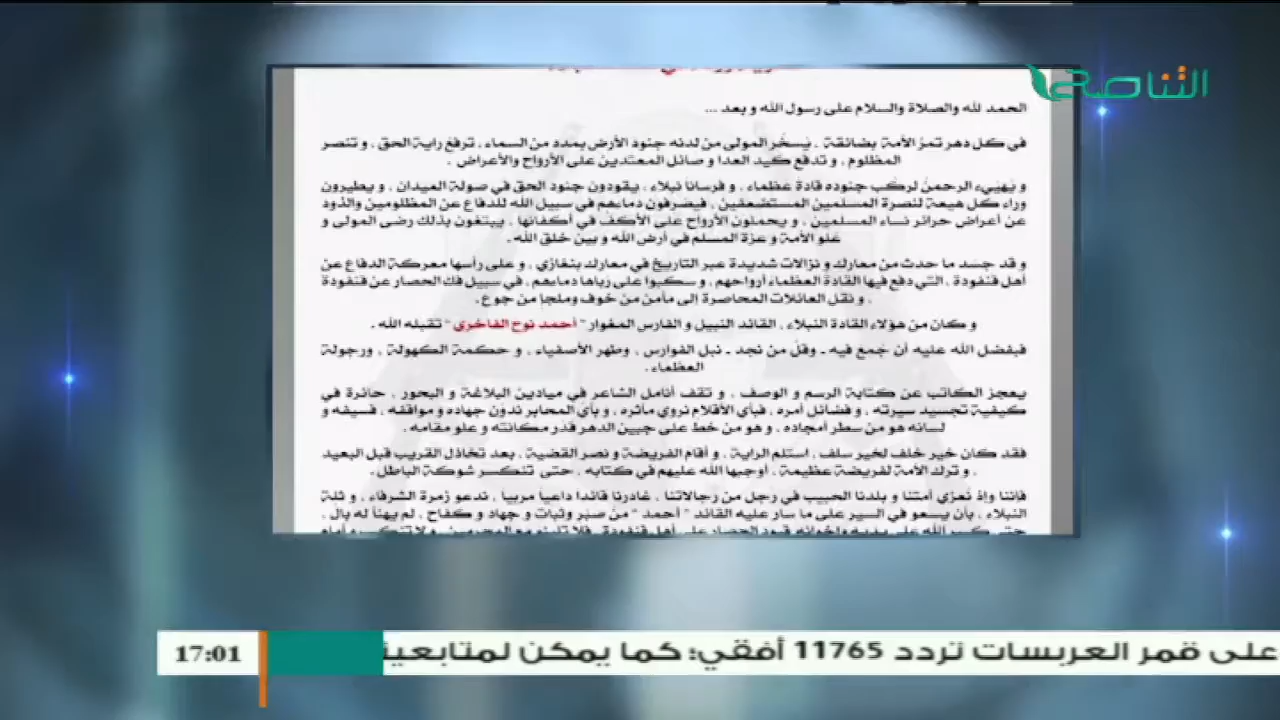 التناصح
الحمد لله والصلاة والسلام على رسول الله و بعد ...
في كل دهر تمرُ الأمة بضائقة ، يُسخُر المولى من لدنه جنود الأرض بمدد من السماء ، ترفعُ راية الحق ، و تنصر
المظلوم ، و تدفع كيد العدا و صائل المعتدين على الأرواح والأعراض .
و يُهيّيء الرحمنُ لركب جنوده قادة عظماء ، و فرساناً نبلاء ، يقودون جنود الحق في صولة الميدان ، و يطيرون
وراء كل هيعة لنصرة المسلمين المستضعفين ، فيضرفون دماءهم في سبيل الله للدفاع عن المظلومين والذود
عن أعراض حرائر نساء المسلمين ، و يحملون الأرواح على الأكف في أكفانها ، يبتغون بذلك رضى المولى و
علو الأمة و عزة المسلم في أرض الله و بين خلق الله .
و قد جسّد ما حدث من معارك و نزالات شديدة عبر التاريخ في معارك بنغازي ، و على رأسها معركة الدفاع عن
أهل قنفودة ، التي دفع فيها القادة العظماء أرواحهم ، و سكبوا على رباها دماءهم ، في سبيل فك الحصار عن قنفودة
، و نقل العائلات المحاصرة إلى مأمن من خوف وملجإ من جوع .
و كان من هؤلاء القادة النبلاء ، القائد النبيل و الفارس المغوار " أحمد نوح الفاخري " تقبله الله .
فبفضل الله عليه أن جمع فيه - وقلّ من نجد - نبل الفوارس ، وطهر الأصفياء ، و حكمة الكهولة ، ورجولة
العظماء .
يعجز الكاتب عن كتابة الرسم و الوصف ، و تقف أنامل الشاعر في ميادين البلاغة و البحور ، حائرة في
كيفية تجسيد سيرته ، و فضائل أمره ، فبأي الأقلام نروي مآثره ، و بأي المحابر ندوّن جهاده و مواقفه ، فسيفه و
لسانه هو من سطر أمجاده ، و هو من خط على جبين الدهر قدر مكانته و علو مقامه .
فقد كان خير خلف لخير سلف ، استلم الراية ، و أقام الفريضة و نصر القضية ، بعد تخاذل القريب قبل البعيد
، و ترك الأمة لفريضة عظيمة ، أوجبها الله عليهم في كتابه ، حتى تنكسر شوكة الباطل .
فإننا وإذ نُعزّي أمتنا و بلدنا الحبيب في رجل من رجالاتنا ، غادرنا قائداً داعياً مربياً ، ندعو زمرة الشرفاء ، و ثلة
النبلاء ، بأن يسعو في السير على ما سار عليه القائد " أحمد " من صبر وثبات و جهاد و كفاح ، لم يهنأ له بال ،
على قمر العربسات تردد 11765 أفقي؛ كما يمكن لمتابعين
17:01